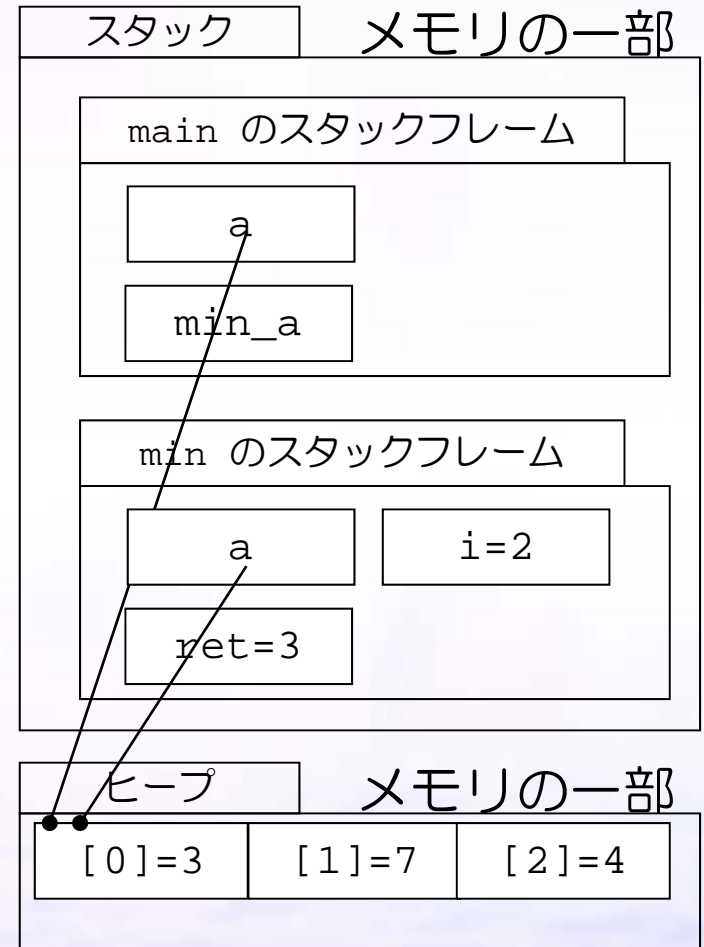 スタック
メモリの一部
main のスタックフレーム
a
min_a
min のスタックフレーム
a
i=2
ret=3
ヒープ
メモリの一部
[0]=3
[1]=7
[2]=4